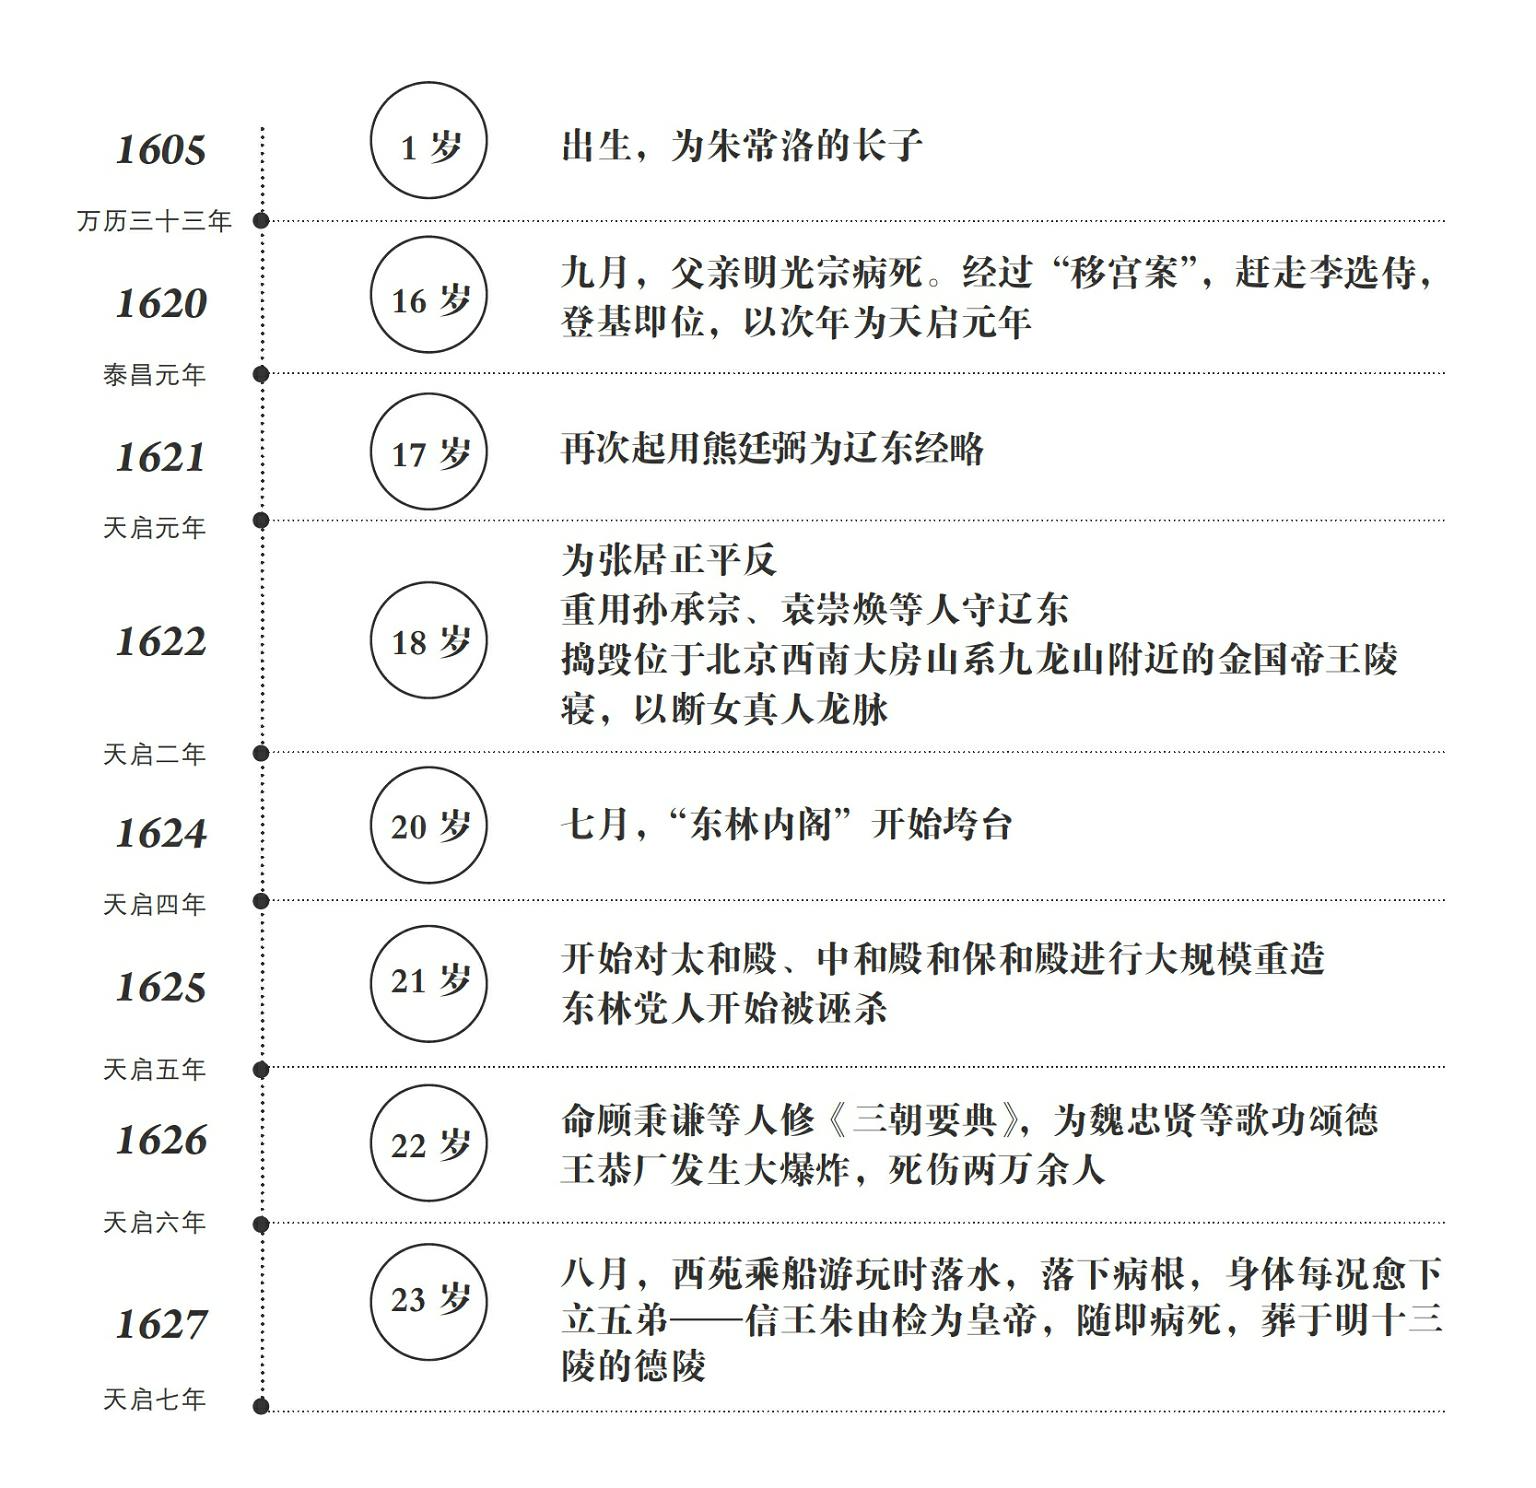 1605
1 岁
出生，为朱常洛的长子
万历三十三年
1620
16 岁
九月，父亲明光宗病死。经过“移宫案”，赶走李选侍，
登基即位，以次年为天启元年
泰昌元年
1621
17 岁
再次起用熊廷弼为辽东经略
天启元年
1622
18 岁
为张居正平反
重用孙承宗、袁崇焕等人守辽东
捣毁位于北京西南大房山系九龙山附近的金国帝王陵
寝，以断女真人龙脉
天启二年
1624
20 岁
七月，“东林内阁”开始垮台
天启四年
1625
21 岁
开始对太和殿、中和殿和保和殿进行大规模重造
东林党人开始被诬杀
天启五年
1626
22 岁
命顾秉谦等人修《三朝要典》，为魏忠贤等歌功颂德
王恭厂发生大爆炸，死伤两万余人
天启六年
1627
23 岁
八月，西苑乘船游玩时落水，落下病根，身体每况愈下
立五弟——信王朱由检为皇帝，随即病死，葬于明十三
陵的德陵
天启七年